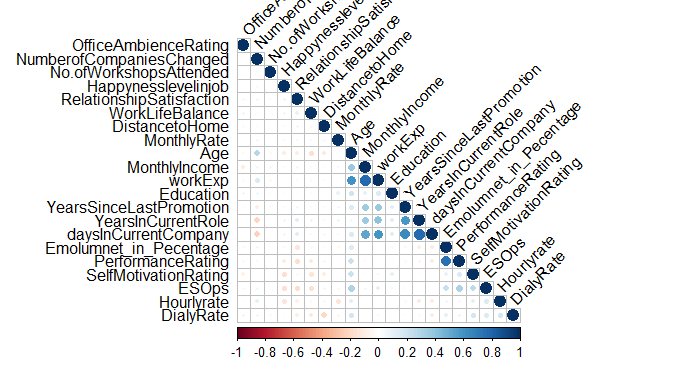 OfficeAmbienceRating
NumberofCompaniesChanged
No.ofWorkshopsAttended
Happynesslevelinjob
RelationshipSatisfaction
WorkLifeBalance
DistancetoHome
MonthlyRate
Age
MonthlyIncome
workExp
Education
YearsSinceLastPromotion
YearsInCurrentRole
daysInCurrentCompany
Emolumnet_in_Pecentage
PerformanceRating
SelfMotivationRating
ESOps
Hourlyrate
DialyRate
WorkLifeBalance
DistancetoHome
MonthlyRate
Age
MonthlyIncome
workExp
Education
YearsSinceLastPromotion
YearsInCurrentRole
daysInCurrentCompany
Emolumnet_in_Pecentage
PerformanceRating
SelfMotivationRating
ESOps
Hourlyrate
DialyRate
-1 -0.8 -0.6 -0.4 -0.2 0 0.2 0.4 0.6 0.8 1